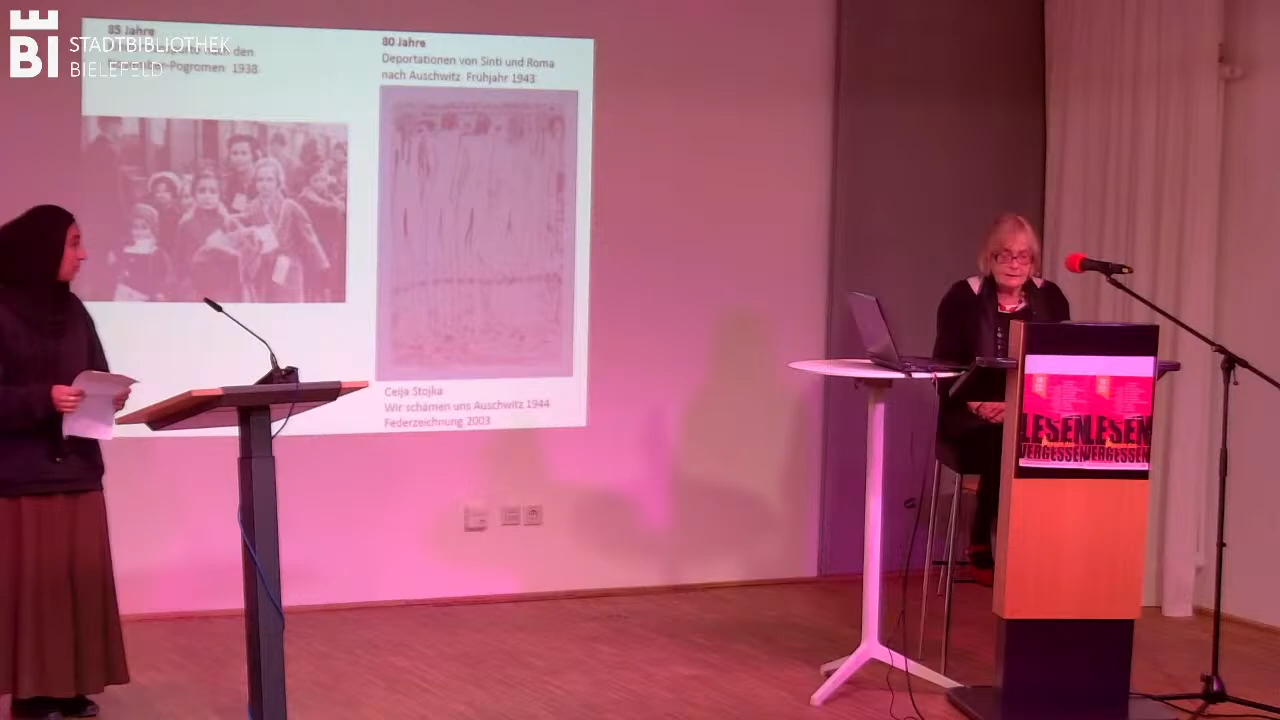 BI STADTBIBLIOTHEK
BIELEFELD
85 Jahre
den
-Pogromen 1938
80 Jahre
Deportationen von Sinti und Roma
nach Auschwitz Frühjahr 1943
Ceija Stojka
Wir schämen uns Auschwitz 1944
Federzeichnung 2003
LESEN LESEN
VERGESSEN VERGESSEN